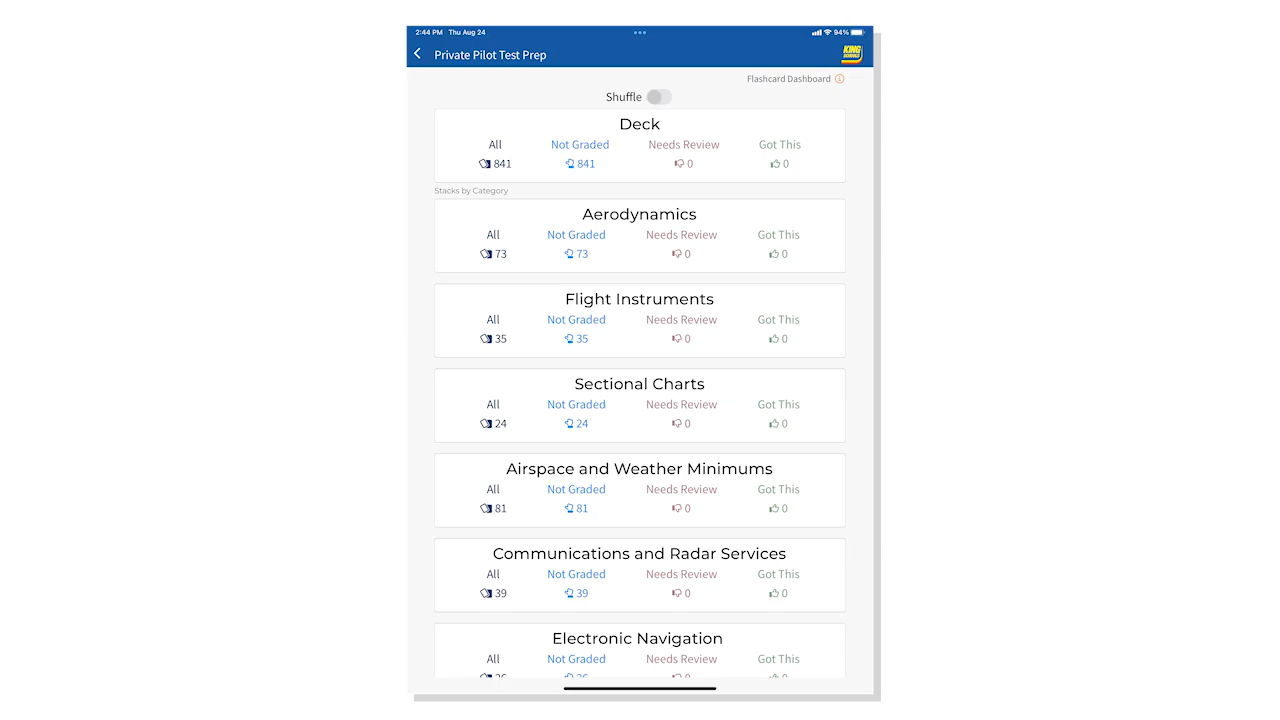 2:44 PM Thu Aug 24
94%
Private Pilot Test Prep
KING SCHOOLS
Flashcard Dashboard
Shuffle
Deck
All Not Graded Needs Review Got This
841 841 0 0
Stacks by Category
Aerodynamics
All Not Graded Needs Review Got This
73 73 0 0
Flight Instruments
All Not Graded Needs Review Got This
35 35 0 0
Sectional Charts
All Not Graded Needs Review Got This
24 24 0 0
Airspace and Weather Minimums
All Not Graded Needs Review Got This
81 81 0 0
Communications and Radar Services
All Not Graded Needs Review Got This
39 39 0 0
Electronic Navigation
All Not Graded Needs Review Got This